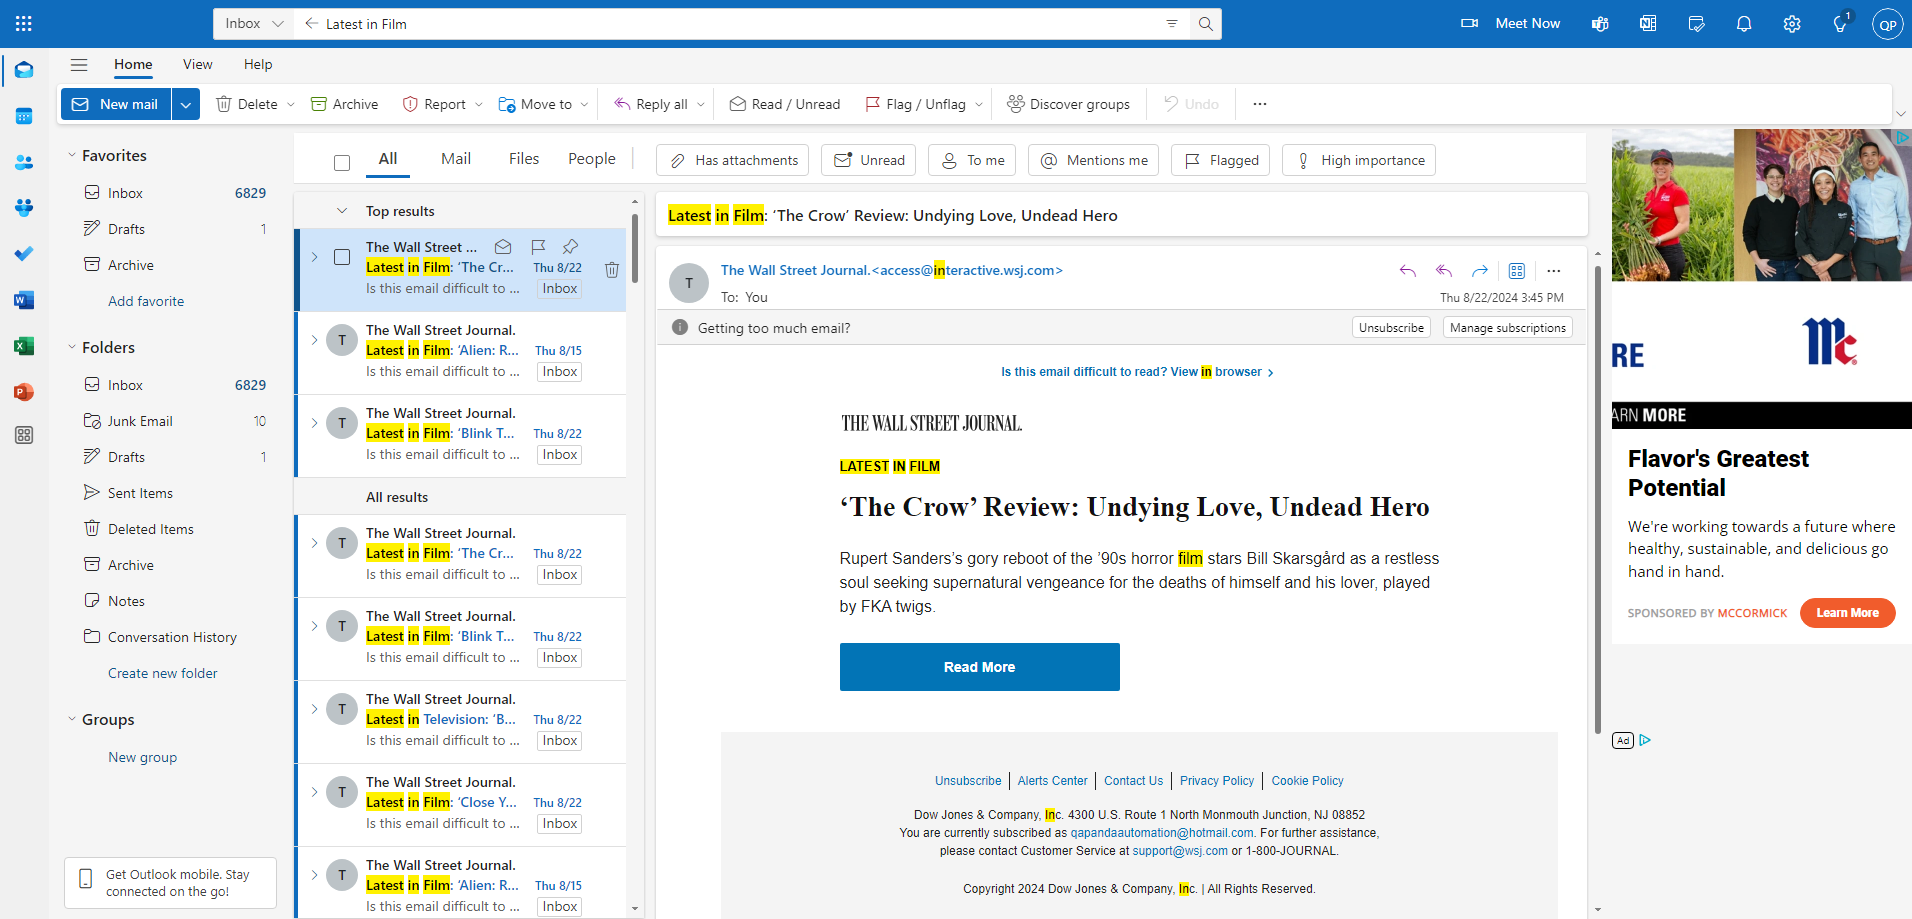 Inbox
Latest in Film
Meet Now
1
QP
Home
View
Help
New mail
Delete
Archive
Report
Move to
Reply all
Read / Unread
Flag / Unflag
Discover groups
Undo
Favorites
Inbox 6829
Drafts 1
Archive
Add favorite
Folders
Inbox 6829
Junk Email 10
Drafts 1
Sent Items
Deleted Items
Archive
Notes
Conversation History
Create new folder
Groups
New group
Get Outlook mobile. Stay
connected on the go!
All
Mail
Files
People
Has attachments
Unread
To me
Mentions me
Flagged
High importance
Top results
The Wall Street ...
Latest in Film: ‘The Cr... Thu 8/22
Is this email difficult to ... Inbox
T
The Wall Street Journal.
Latest in Film: ‘Alien: R... Thu 8/15
Is this email difficult to ... Inbox
T
The Wall Street Journal.
Latest in Film: ‘Blink T... Thu 8/22
Is this email difficult to ... Inbox
All results
T
The Wall Street Journal.
Latest in Film: ‘The Cr... Thu 8/22
Is this email difficult to ... Inbox
T
The Wall Street Journal.
Latest in Film: ‘Blink T... Thu 8/22
Is this email difficult to ... Inbox
T
The Wall Street Journal.
Latest in Television: ‘B... Thu 8/22
Is this email difficult to ... Inbox
T
The Wall Street Journal.
Latest in Film: ‘Close Y... Thu 8/22
Is this email difficult to ... Inbox
T
The Wall Street Journal.
Latest in Film: ‘Alien: R... Thu 8/15
Is this email difficult to ... Inbox
Latest in Film: ‘The Crow’ Review: Undying Love, Undead Hero
T
The Wall Street Journal.<access@interactive.wsj.com>
To: You
Thu 8/22/2024 3:45 PM
Getting too much email?
Unsubscribe
Manage subscriptions
Is this email difficult to read? View in browser >
THE WALL STREET JOURNAL.
LATEST IN FILM
‘The Crow’ Review: Undying Love, Undead Hero
Rupert Sanders’s gory reboot of the ’90s horror film stars Bill Skarsgård as a restless
soul seeking supernatural vengeance for the deaths of himself and his lover, played
by FKA twigs.
Read More
Unsubscribe | Alerts Center | Contact Us | Privacy Policy | Cookie Policy
Dow Jones & Company, Inc. 4300 U.S. Route 1 North Monmouth Junction, NJ 08852
You are currently subscribed as qapandaautomation@hotmail.com. For further assistance,
please contact Customer Service at support@wsj.com or 1-800-JOURNAL.
Copyright 2024 Dow Jones & Company, Inc. | All Rights Reserved.
RE
Mc
ARN MORE
Flavor's Greatest
Potential
We're working towards a future where
healthy, sustainable, and delicious go
hand in hand.
SPONSORED BY MCCORMICK
Learn More
Ad